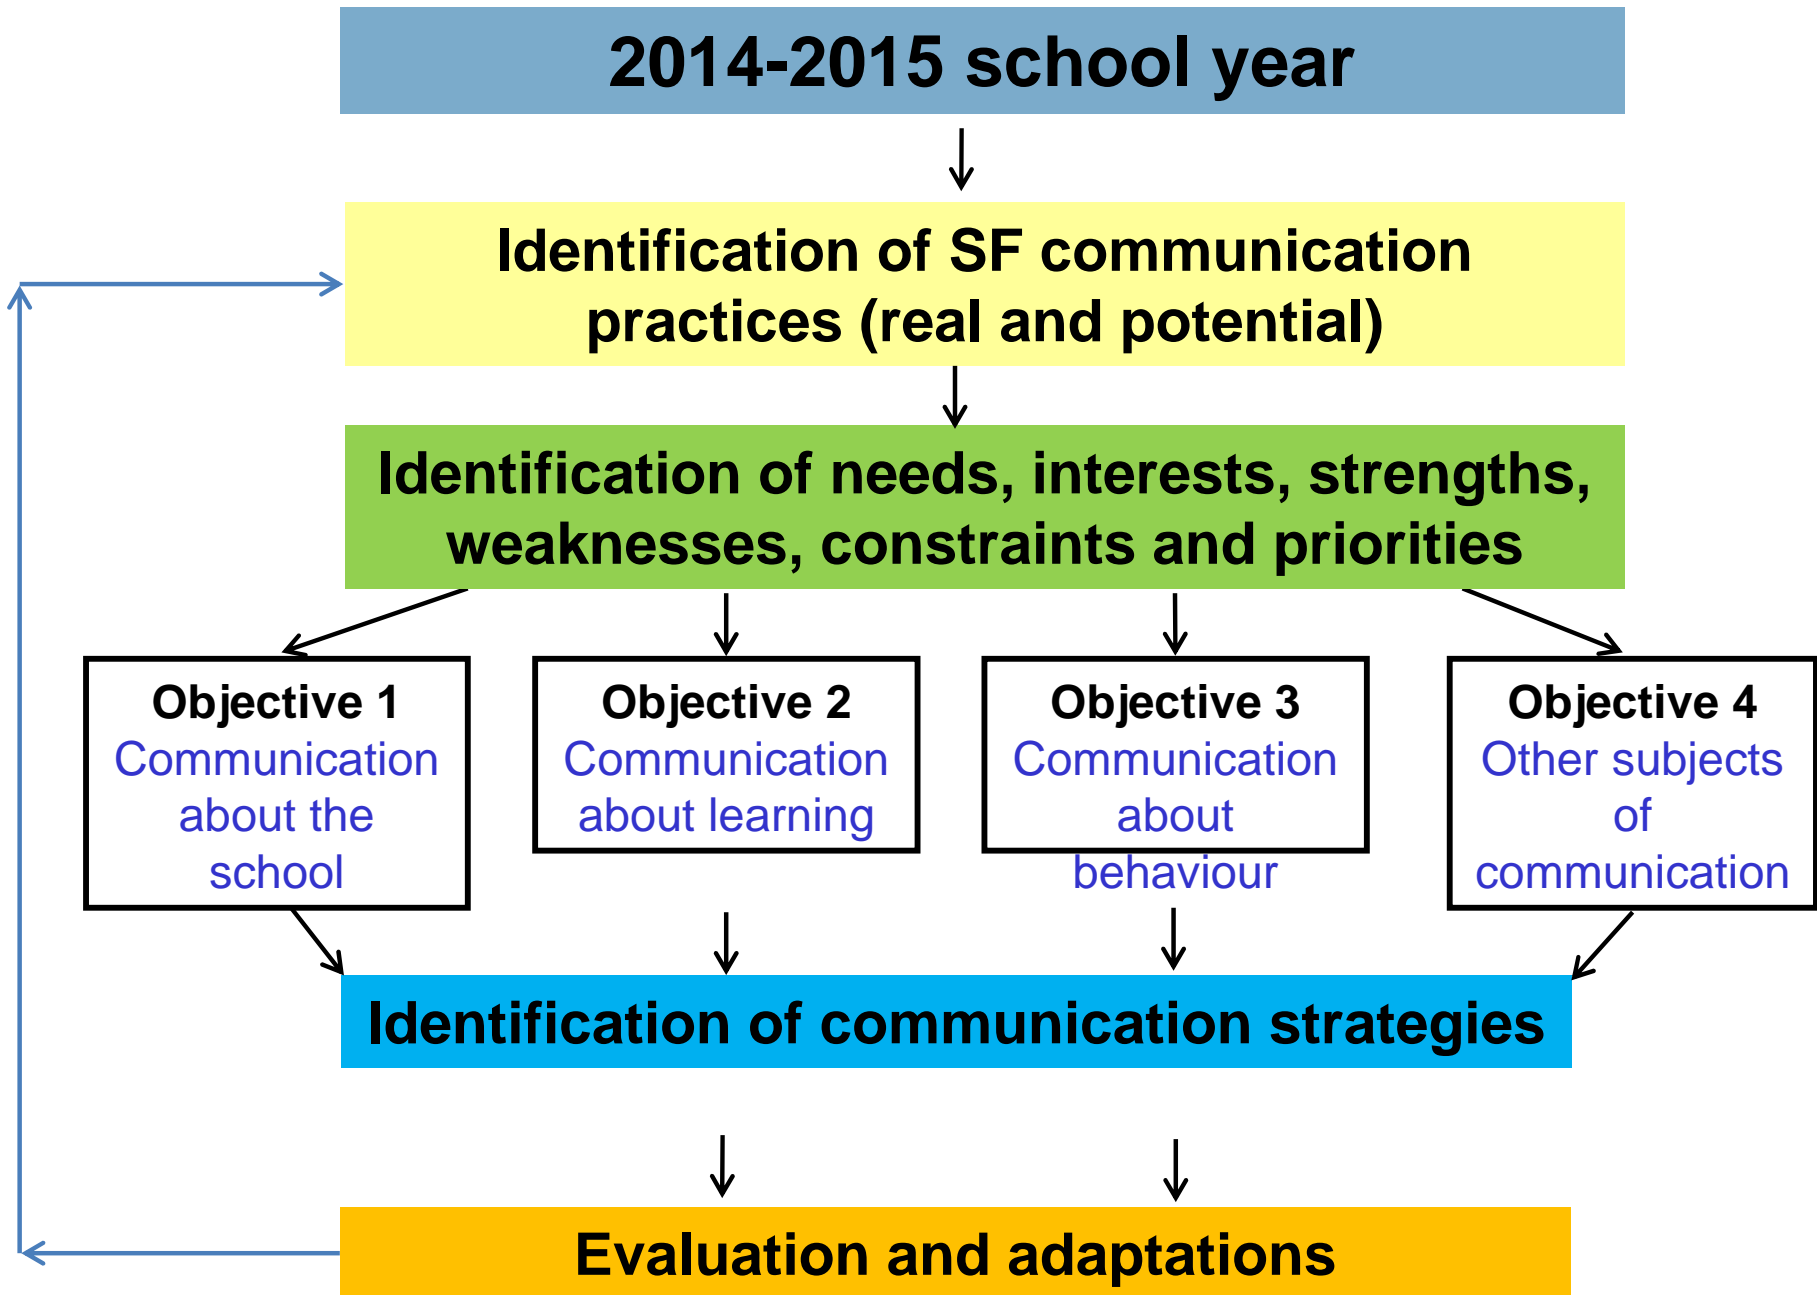 2014-2015 school year
Identification of SF communication
practices (real and potential)
Identification of needs, interests, strengths,
weaknesses, constraints and priorities
Objective 1
Communication
about the
school
Objective 2
Communication
about learning
Objective 3
Communication
about
behaviour
Objective 4
Other subjects
of
communication
Identification of communication strategies
Evaluation and adaptations